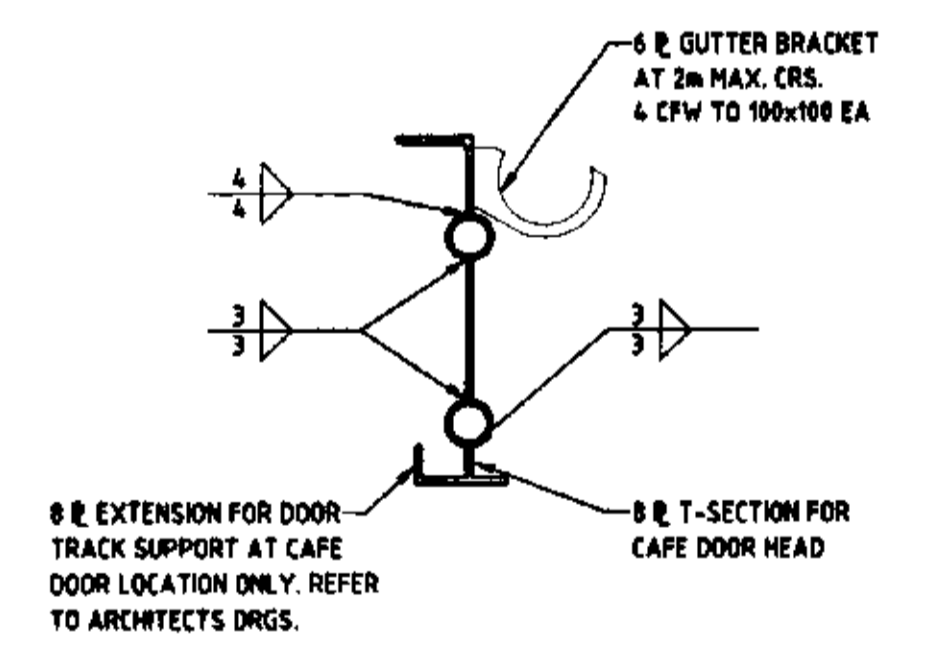 6 ⅊ GUTTER BRACKET
AT 2m MAX. CRS.
4 CFW TO 100x100 EA
4
4
3
3
3
3
8 ⅊ EXTENSION FOR DOOR
TRACK SUPPORT AT CAFE
DOOR LOCATION ONLY. REFER
TO ARCHITECTS DRGS.
8 ⅊ T-SECTION FOR
CAFE DOOR HEAD